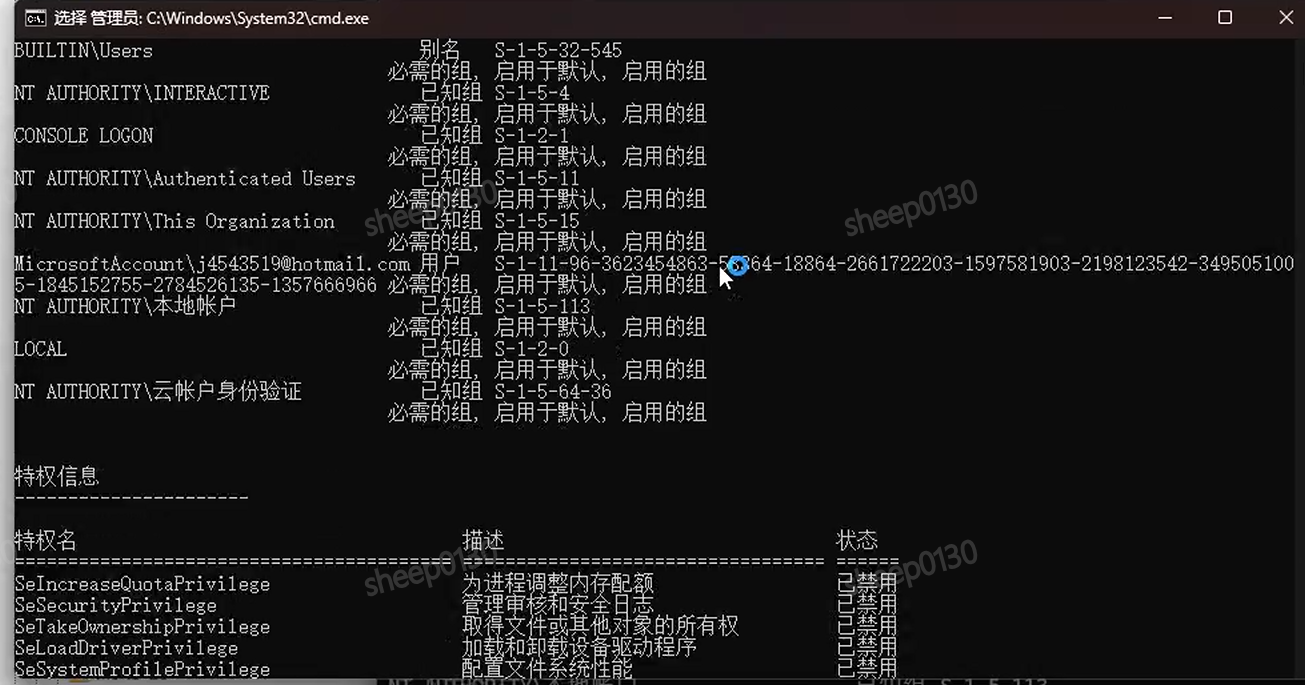 选择 管理员: C:\Windows\System32\cmd.exe
BUILTIN\Users 别名 S-1-5-32-545
必需的组, 启用于默认, 启用的组
NT AUTHORITY\INTERACTIVE 已知组 S-1-5-4
必需的组, 启用于默认, 启用的组
CONSOLE LOGON 已知组 S-1-2-1
必需的组, 启用于默认, 启用的组
NT AUTHORITY\Authenticated Users 已知组 S-1-5-11
必需的组, 启用于默认, 启用的组
NT AUTHORITY\This Organization 已知组 S-1-5-15
必需的组, 启用于默认, 启用的组
MicrosoftAccount\j4543519@hotmail.com 用户 S-1-11-96-3623454863-64-18864-2661722203-1597581903-2198123542-349505100
5-1845152755-2784526135-1357666966 必需的组, 启用于默认, 启用的组
NT AUTHORITY\本地帐户 S-1-5-113
必需的组, 启用于默认, 启用的组
LOCAL 已知组 S-1-2-0
必需的组, 启用于默认, 启用的组
NT AUTHORITY\云帐户身份验证 已知组 S-1-5-64-36
必需的组, 启用于默认, 启用的组
特权信息
----------------------
特权名 描述 状态
========================================= ================================== ======
SeIncreaseQuotaPrivilege 为进程调整内存配额 已禁用
SeSecurityPrivilege 管理审核和安全日志 已禁用
SeTakeOwnershipPrivilege 取得文件或其他对象的所有权 已禁用
SeLoadDriverPrivilege 加载和卸载设备驱动程序 已禁用
SeSystemProfilePrivilege 配置文件系统性能 已禁用
sheep0130
sheep0130
sheep0130
sheep0130